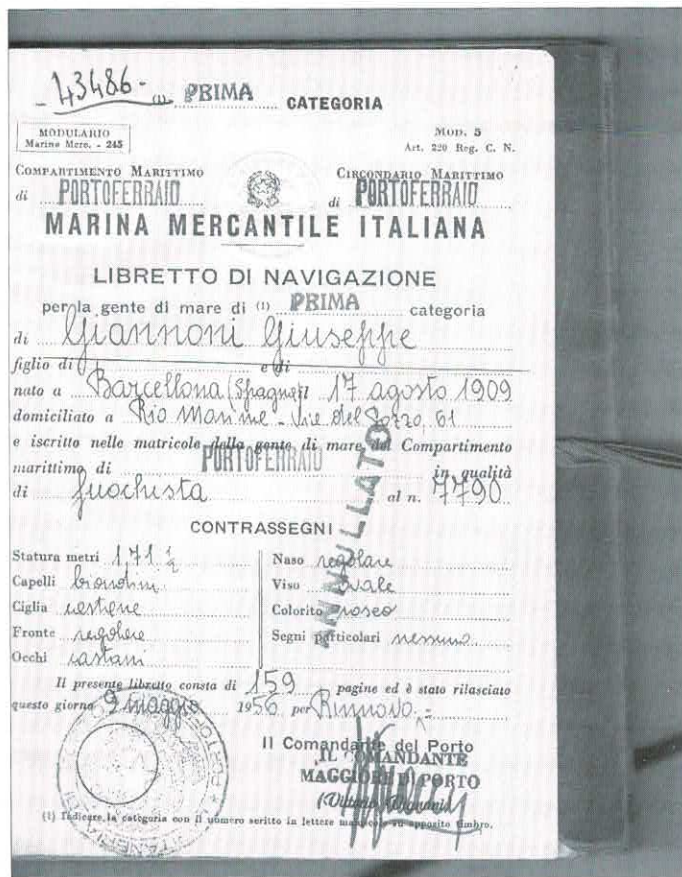 43486.- (1) PRIMA CATEGORIA
MODULARIO
Marina Merc. - 245
MOD. 5
Art. 220 Reg. C. N.
COMPARTIMENTO MARITTIMO
di PORTOFERRAIO
CIRCONDARIO MARITTIMO
di PORTOFERRAIO
MARINA MERCANTILE ITALIANA
LIBRETTO DI NAVIGAZIONE
per la gente di mare di (1) PRIMA categoria
di Giannoni Giuseppe
figlio di e di
nato a Barcellona (Spagna) il 17 agosto 1909
domiciliato a Rio Marina - Via del Pozzo, 61
e iscritto nelle matricole della gente di mare del Compartimento
marittimo di PORTOFERRAIO in qualità
di fuochista al n. 7790
ANNULLATO
CONTRASSEGNI
Statura metri 1,71 ½
Capelli biondini
Ciglia castane
Fronte regolare
Occhi castani
Naso regolare
Viso ovale
Colorito roseo
Segni particolari nessuno
Il presente libretto consta di 159 pagine ed è stato rilasciato
questo giorno 9 maggio 1956 per Rinnovo.-
Il Comandante del Porto
IL COMANDANTE
MAGGIORE DI PORTO
(1) Indicare la categoria con il numero scritto in lettere maiuscole su apposito timbro.